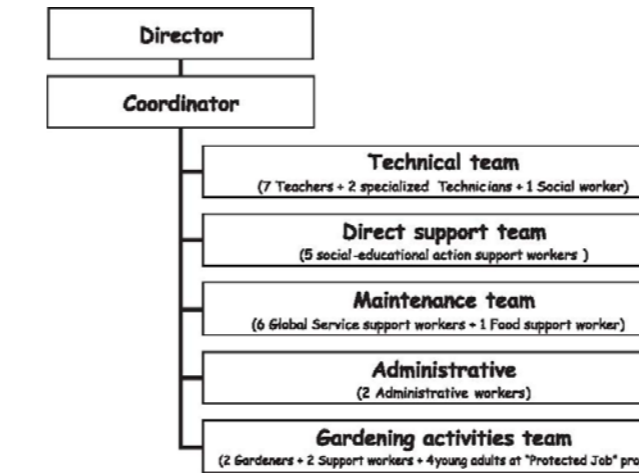 Director
Coordinator
Technical team
(7 Teachers + 2 specialized Technicians + 1 Social worker)
Direct support team
(5 social-educational action support workers )
Maintenance team
(6 Global Service support workers + 1 Food support worker)
Administrative
(2 Administrative workers)
Gardening activities team
(2 Gardeners + 2 Support workers + 4young adults at "Protected Job"